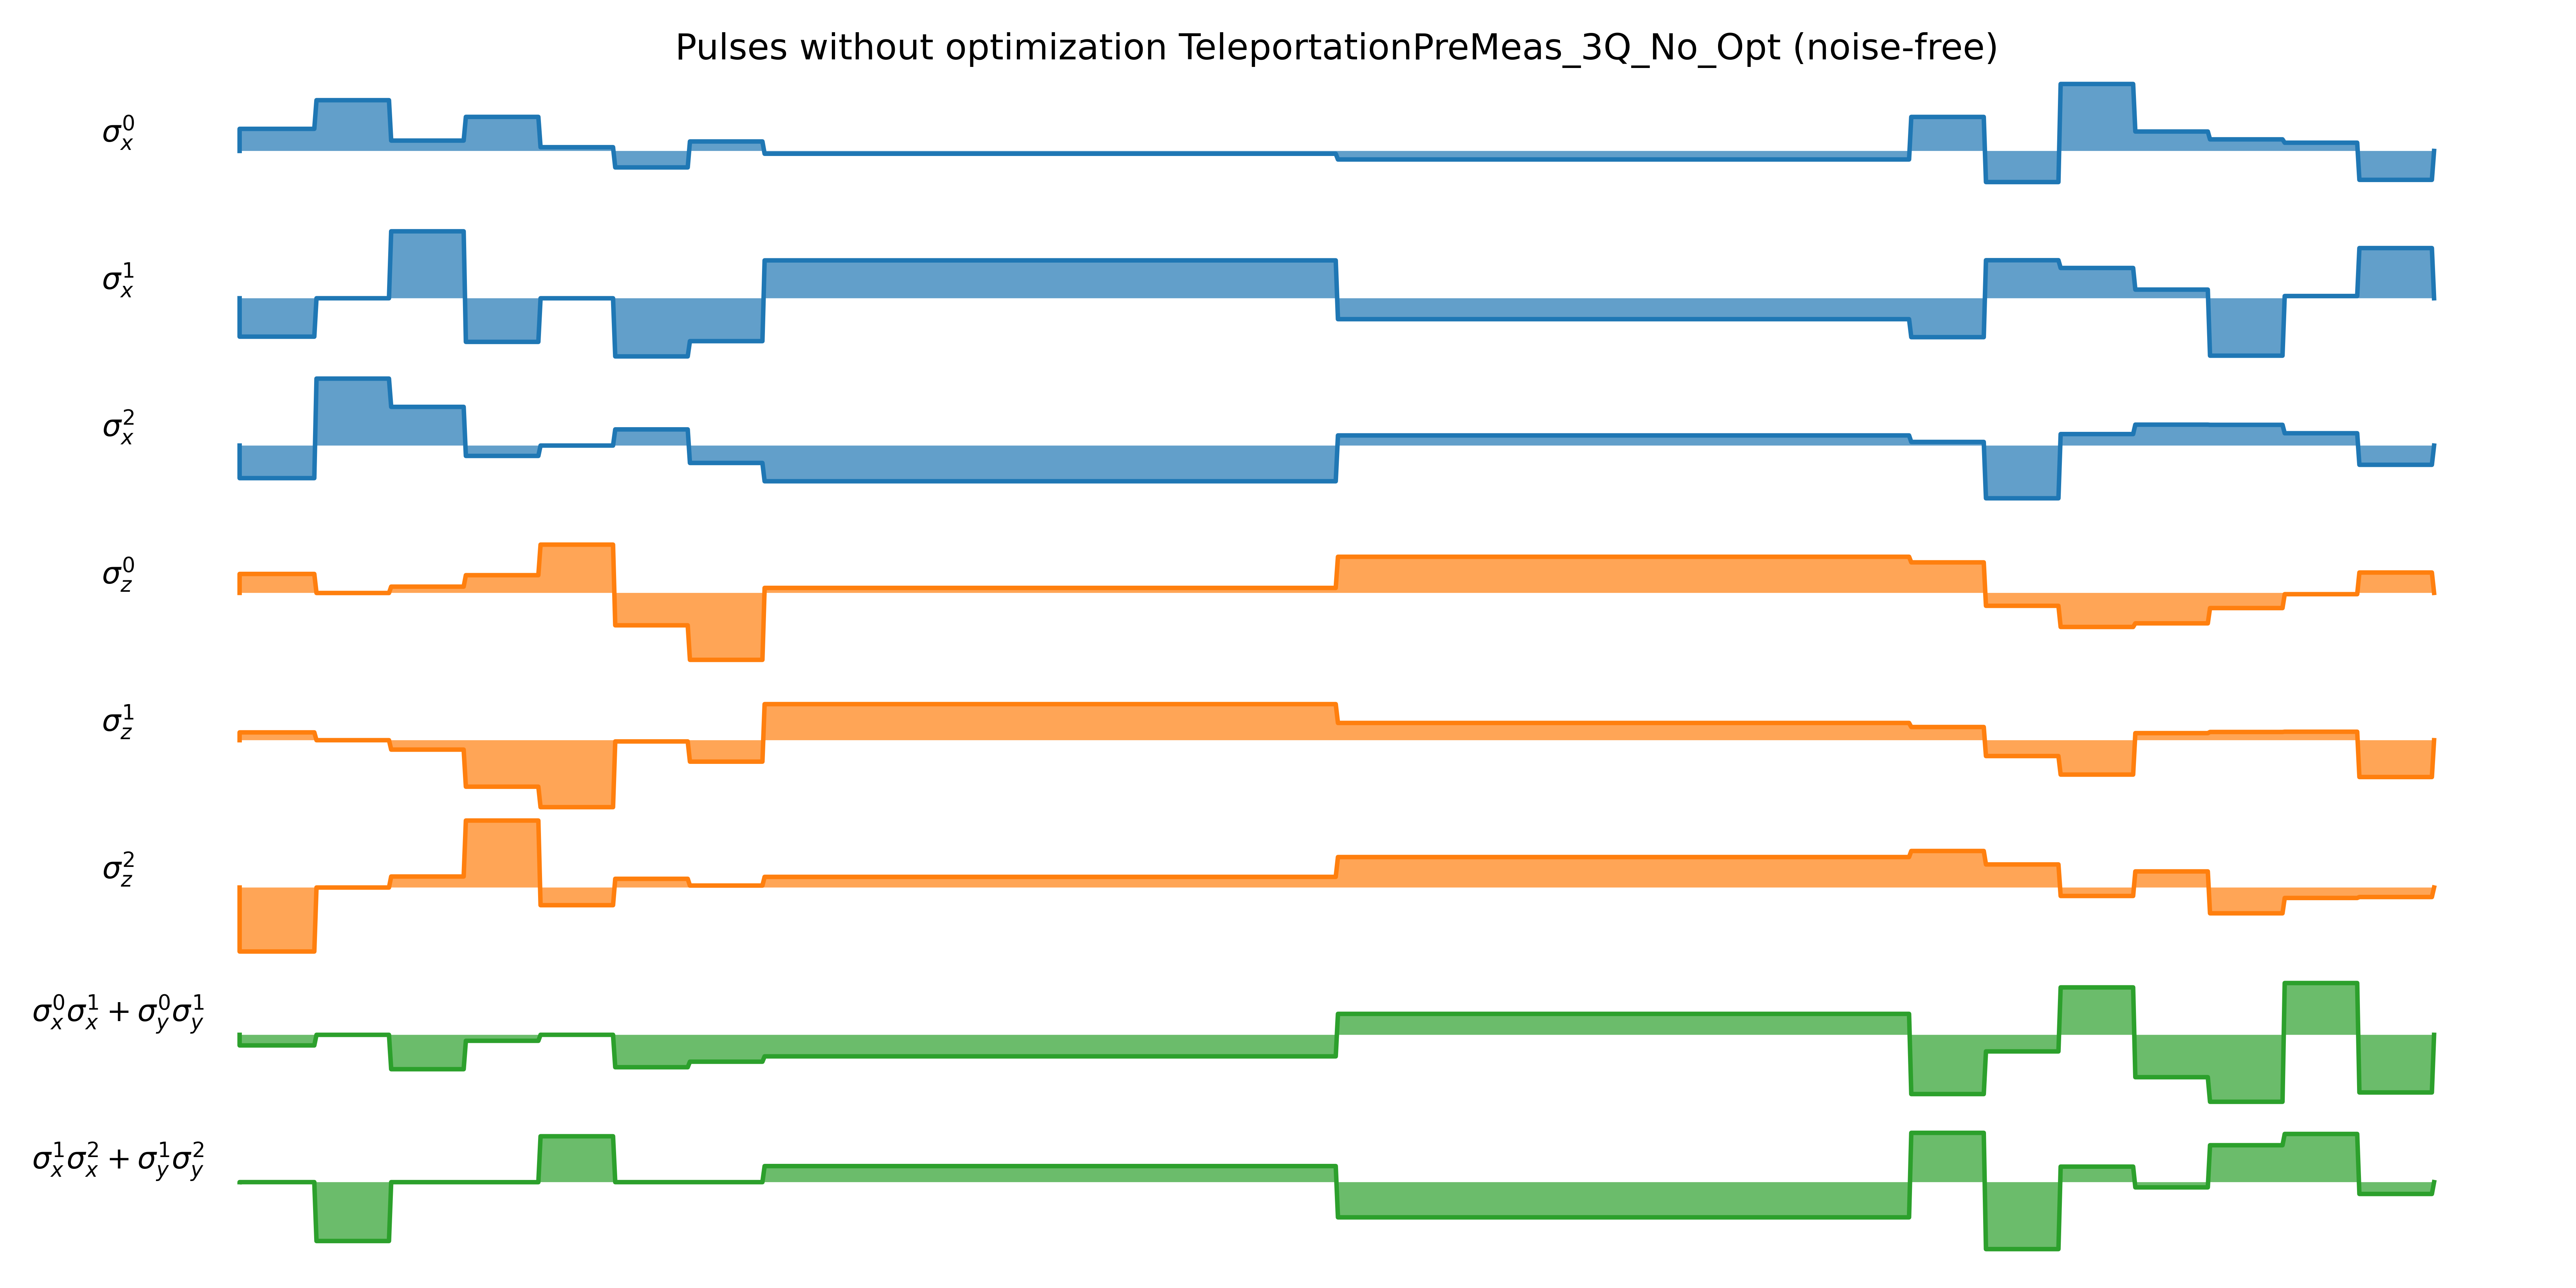 Pulses without optimization TeleportationPreMeas_3Q_No_Opt (noise-free)
σ_x^0
σ_x^1
σ_x^2
σ_z^0
σ_z^1
σ_z^2
σ_x^0σ_x^1 + σ_y^0σ_y^1
σ_x^1σ_x^2 + σ_y^1σ_y^2